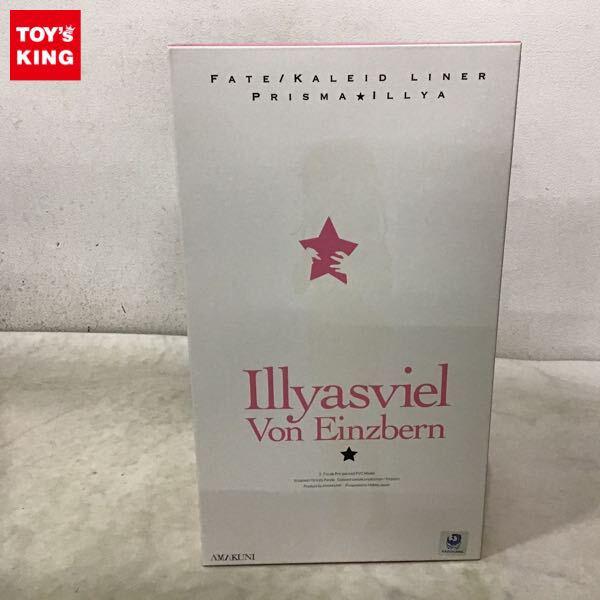 TOY'S
KING
FATE/KALEID LINER
PRISMA★ILLYA
Illyasviel
Von Einzbern
AMAKUNI